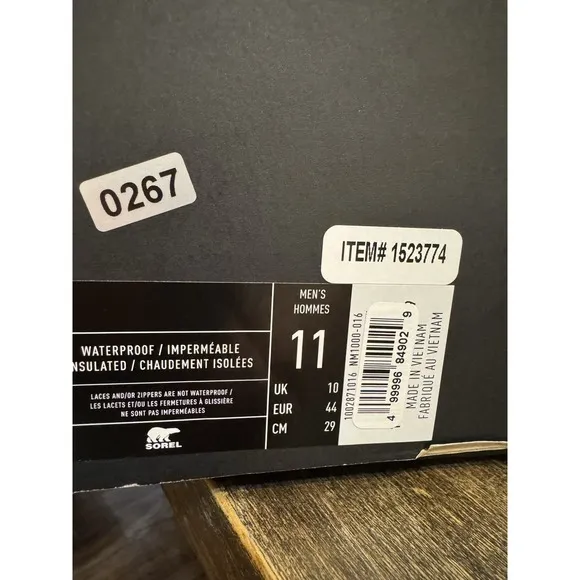 0267
ITEM# 1523774
WATERPROOF / IMPERMÉABLE
NSULATED / CHAUDEMENT ISOLÉES
LACES AND/OR ZIPPERS ARE NOT WATERPROOF/
LES LACETS ET/OU LES FERMETURES À GLISSIÈRE
NE SONT PAS IMPERMÉABLES
SOREL
MEN'S
HOMMES
11
UK 10
EUR 44
CM 29
1002871016 NM1000-016
4 99996 84902 9
MADE IN VIETNAM
FABRIQUÉ AU VIETNAM